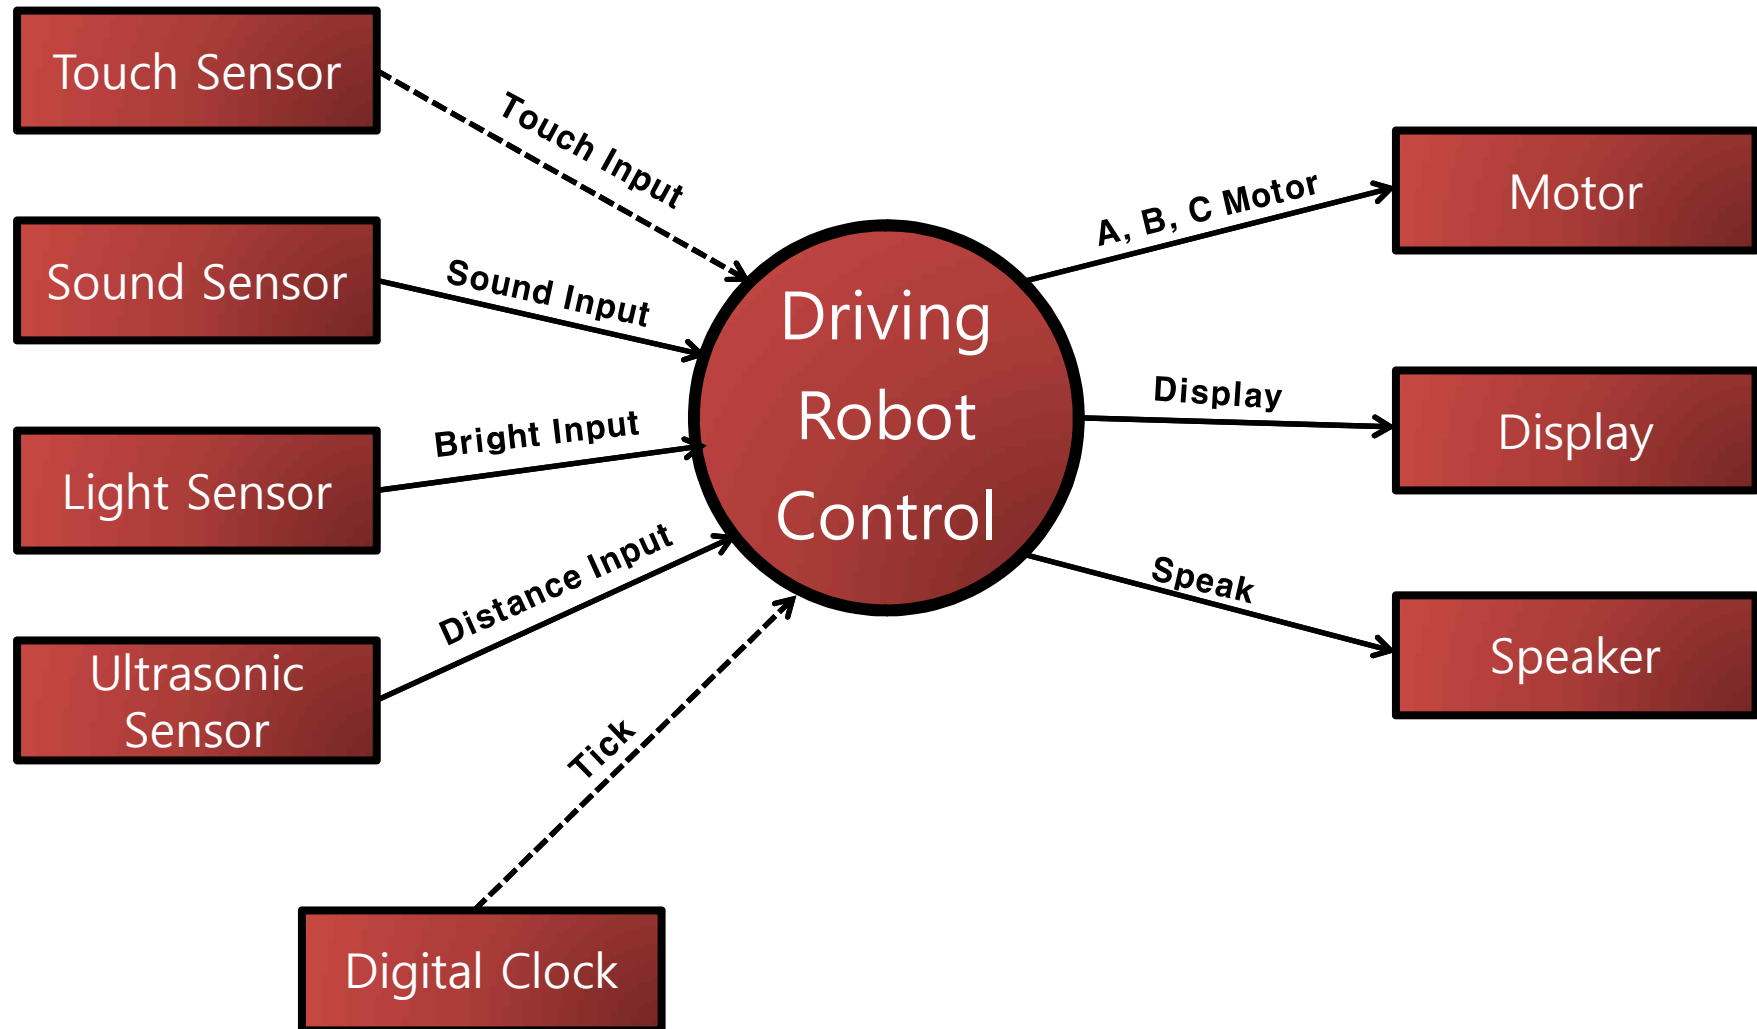 Touch Sensor
Touch Input
Sound Sensor
Sound Input
Light Sensor
Bright Input
Ultrasonic
Sensor
Distance Input
Digital Clock
Tick
Driving
Robot
Control
A, B, C Motor
Motor
Display
Display
Speak
Speaker